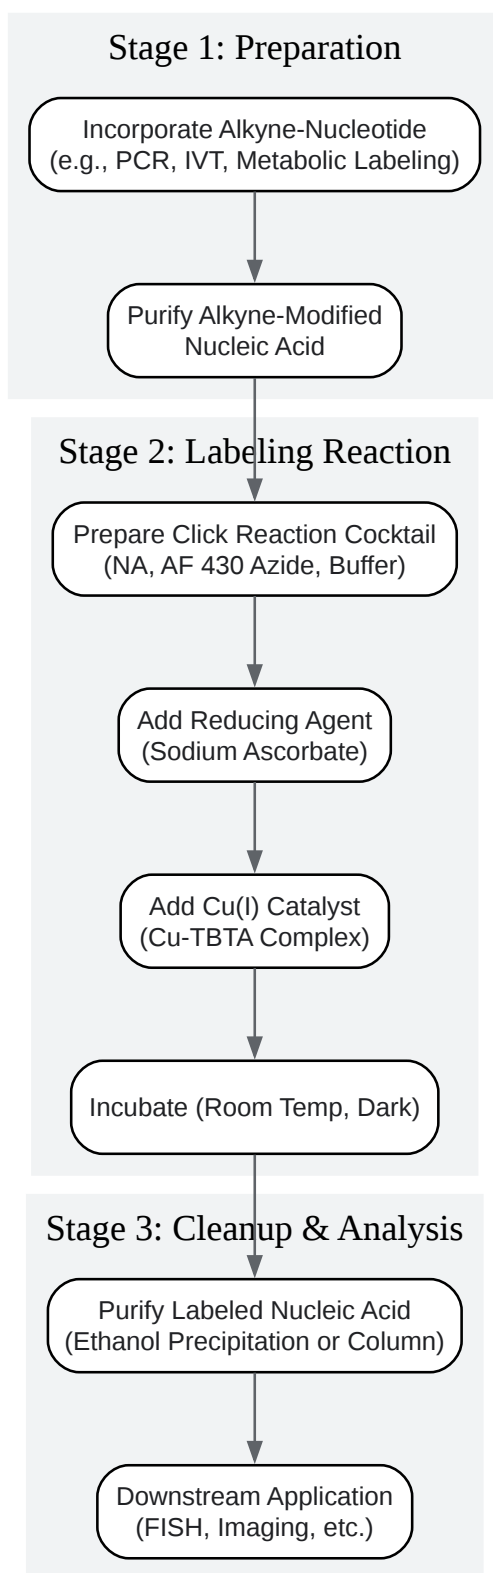 Stage 1: Preparation
Incorporate Alkyne-Nucleotide
(e.g., PCR, IVT, Metabolic Labeling)
Purify Alkyne-Modified
Nucleic Acid
Stage 2: Labeling Reaction
Prepare Click Reaction Cocktail
(NA, AF 430 Azide, Buffer)
Add Reducing Agent
(Sodium Ascorbate)
Add Cu(I) Catalyst
(Cu-TBTA Complex)
Incubate (Room Temp, Dark)
Stage 3: Cleanup & Analysis
Purify Labeled Nucleic Acid
(Ethanol Precipitation or Column)
Downstream Application
(FISH, Imaging, etc.)